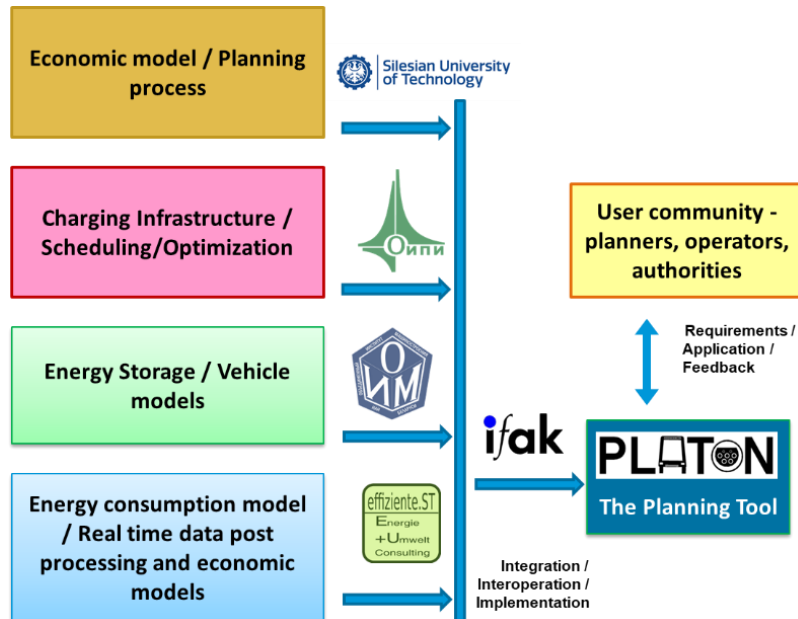 Economic model / Planning
process
Silesian University
of Technology
Charging Infrastructure /
Scheduling/Optimization
Оипи
User community -
planners, operators,
authorities
Energy Storage / Vehicle
models
ОИМ
Requirements /
Application /
Feedback
ifak
PLATON
The Planning Tool
Energy consumption model
/ Real time data post
processing and economic
models
effiziente.ST
Energie
+Umwelt
Consulting
Integration /
Interoperation /
Implementation